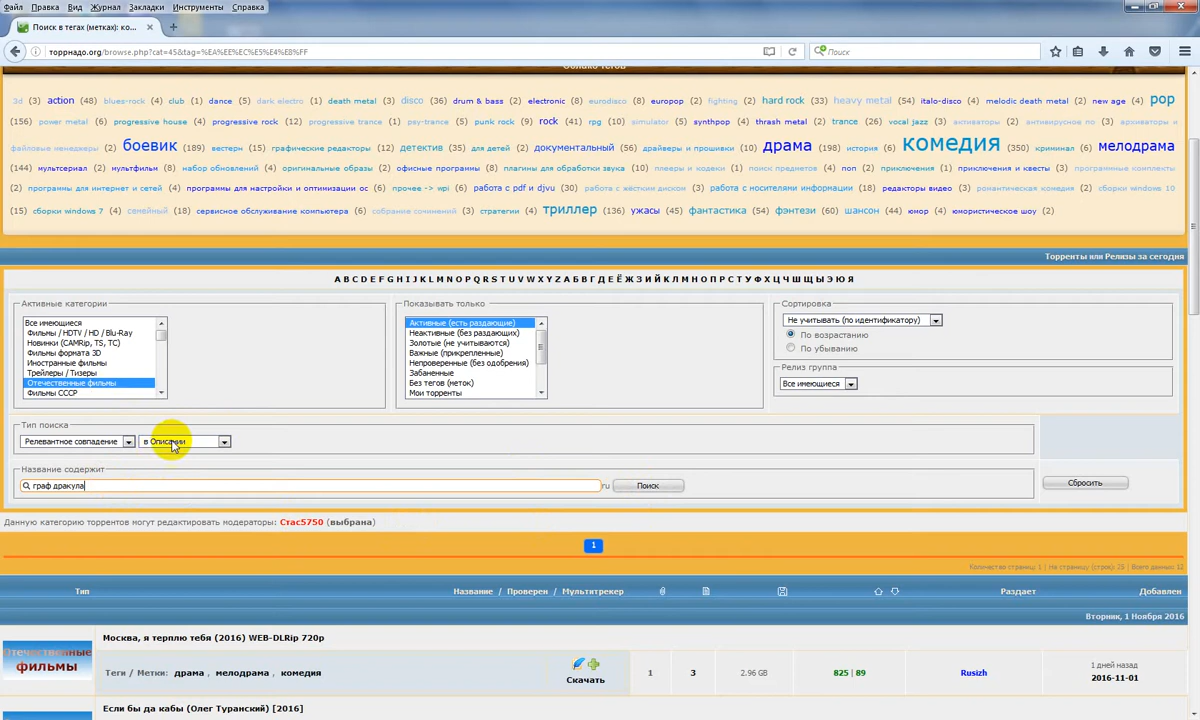 Файл Правка Вид Журнал Закладки Инструменты Справка
Поиск в тегах (метках): ко...
торрнадо.org/browse.php?cat=45&tag=%EA%EE%EC%E5%E4%E8%FF
Поиск
Облако тегов
3d (3) action (48) blues-rock (4) club (1) dance (5) dark electro (1) death metal (3) disco (36) drum & bass (2) electronic (8) eurodisco (8) europop (2) fighting (2) hard rock (33) heavy metal (54) italo-disco (4) melodic death metal (2) new age (4) pop
(156) power metal (6) progressive house (4) progressive rock (12) progressive trance (1) psy-trance (5) punk rock (9) rock (41) rpg (10) simulator (5) synthpop (4) thrash metal (2) trance (26) vocal jazz (3) активаторы (2) антивирусное по (3) архиваторы и
файловые менеджеры (2) боевик (189) вестерн (15) графические редакторы (12) детектив (35) для детей (2) документальный (56) драйверы и прошивки (10) драма (198) история (6) комедия (350) криминал (6) мелодрама
(144) мультсериал (2) мультфильм (8) набор обновлений (4) оригинальные образы (2) офисные программы (8) плагины для обработки звука (10) плееры и кодеки (1) поиск предметов (4) поп (2) приключения (1) приключения и квесты (3) программные комплекты
(2) программы для интернет и сетей (4) программы для настройки и оптимизации ос (6) прочее -> wpi (6) работа с pdf и djvu (30) работа с жёстким диском (3) работа с носителями информации (18) редакторы видео (3) романтическая комедия (2) сборки windows 10
(15) сборки windows 7 (4) семейный (18) сервисное обслуживание компьютера (6) собрание сочинений (3) стратегии (4) триллер (136) ужасы (45) фантастика (54) фэнтези (60) шансон (44) юмор (4) юмористическое шоу (2)
Торренты или Релизы за сегодня
A B C D E F G H I J K L M N O P Q R S T U V W X Y Z А Б В Г Д Е Ё Ж З И Й К Л М Н О П Р С Т У Ф Х Ц Ч Ш Щ Ы Э Ю Я
Активные категории
Все имеющиеся
Фильмы / HDTV / HD / Blu-Ray
Новинки (CAMRip, TS, TC)
Фильмы формата 3D
Иностранные фильмы
Трейлеры / Тизеры
Отечественные фильмы
Фильмы СССР
Показывать только
Активные (есть раздающие)
Неактивные (без раздающих)
Золотые (не учитываются)
Важные (прикрепленные)
Непроверенные (без одобрения)
Забаненные
Без тегов (неток)
Мои торренты
Сортировка
Не учитывать (по идентификатору)
По возрастанию
По убыванию
Релиз группа
Все имеющиеся
Тип поиска
Релевантное совпадение в Описании
Название содержит
граф дракула ru Поиск
Сбросить
Данную категорию торрентов могут редактировать модераторы: Стас5750 (выбрана)
1
Количество страниц: 1 | На страницу (строк): 25 | Всего данных: 12
Тип Название / Проверен / Мультитрекер Раздает Добавлен
Вторник, 1 Ноября 2016
Отечественные
фильмы
Москва, я терплю тебя (2016) WEB-DLRip 720p
Теги / Метки: драма , мелодрама , комедия Скачать 1 3 2.96 GB 825 | 89 Rusizh
1 дней назад
2016-11-01
Если бы да кабы (Олег Туранский) [2016]